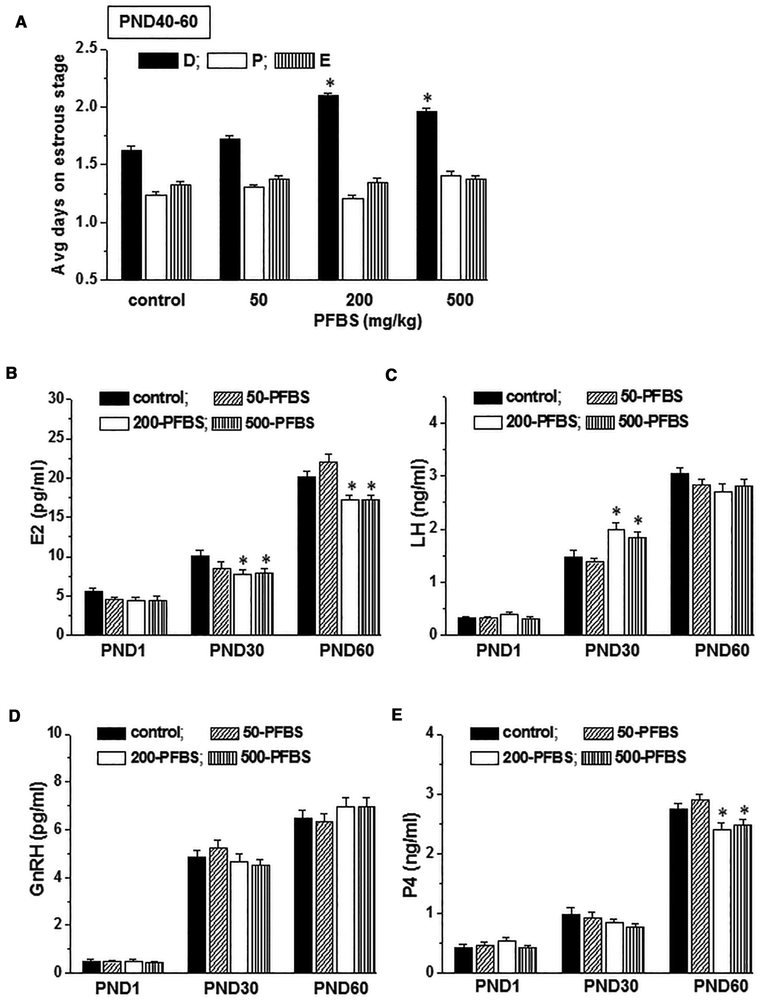 A
PND40-60
D; P; E
Avg days on estrous stage
2.5
2.0
1.5
1.0
0.5
*
*
control 50 200 500
PFBS (mg/kg)
B
control; 50-PFBS
200-PFBS; 500-PFBS
E2 (pg/ml)
30
25
20
15
10
5
0
* *
* *
PND1 PND30 PND60
C
control; 50-PFBS
200-PFBS; 500-PFBS
LH (ng/ml)
4
3
2
1
0
*
*
PND1 PND30 PND60
D
control; 50-PFBS
200-PFBS; 500-PFBS
GnRH (pg/ml)
10
8
6
4
2
0
PND1 PND30 PND60
E
control; 50-PFBS
200-PFBS; 500-PFBS
P4 (ng/ml)
4
3
2
1
0
* *
PND1 PND30 PND60